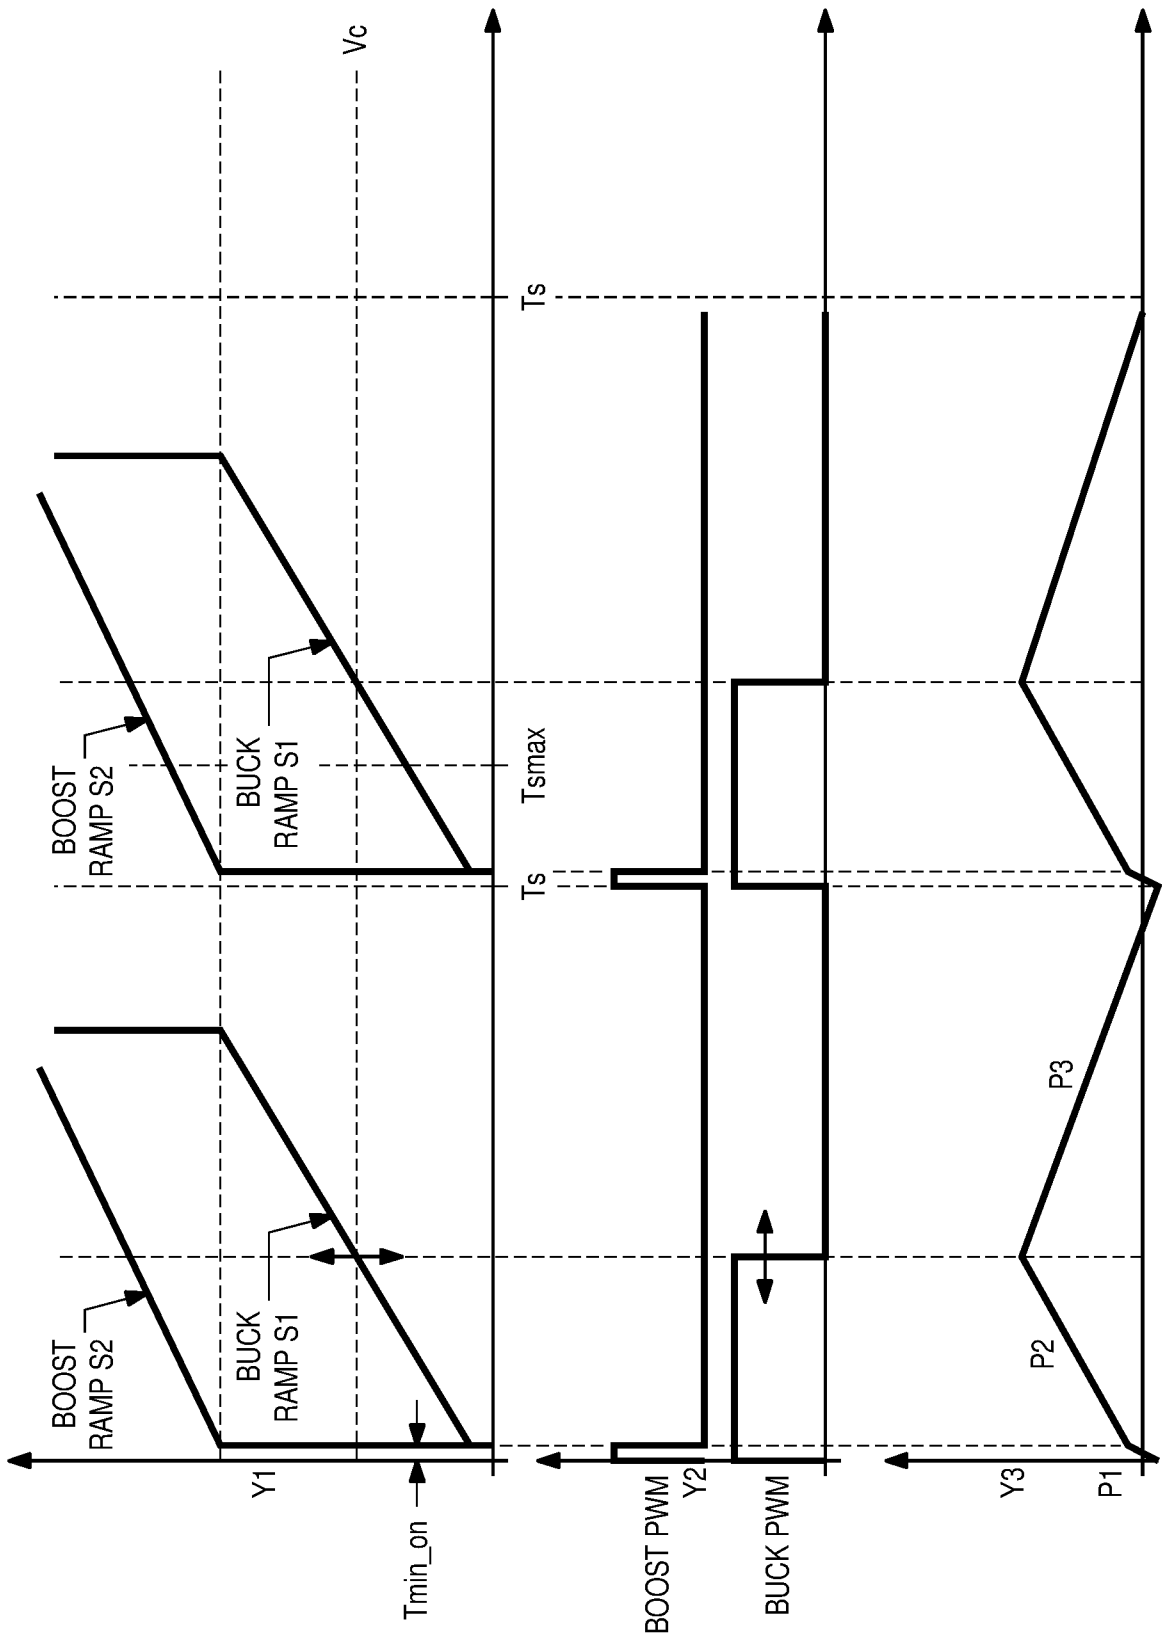 BOOST
RAMP S2
BUCK
RAMP S1
BOOST
RAMP S2
BUCK
RAMP S1
Vc
Y1
Tmin_on
Ts
Tsmax
Ts
BOOST PWM
Y2
BUCK PWM
Y3
P1
P2
P3